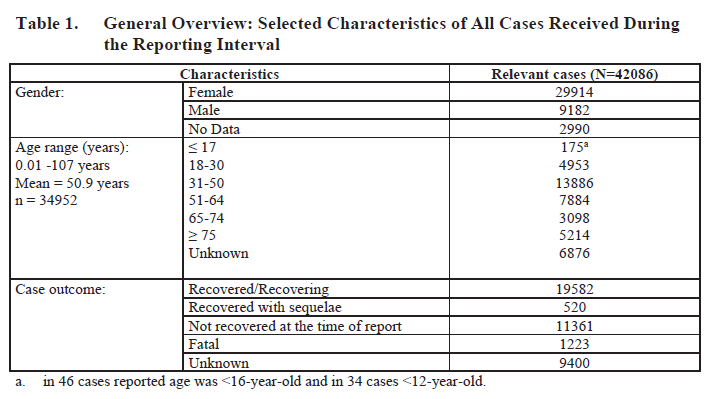 Table 1. General Overview: Selected Characteristics of All Cases Received During
the Reporting Interval
Characteristics Relevant cases (N=42086)
Gender: Female 29914
Male 9182
No Data 2990
Age range (years): ≤ 17 175a
0.01 -107 years 18-30 4953
Mean = 50.9 years 31-50 13886
n = 34952 51-64 7884
65-74 3098
≥ 75 5214
Unknown 6876
Case outcome: Recovered/Recovering 19582
Recovered with sequelae 520
Not recovered at the time of report 11361
Fatal 1223
Unknown 9400
a. in 46 cases reported age was <16-year-old and in 34 cases <12-year-old.